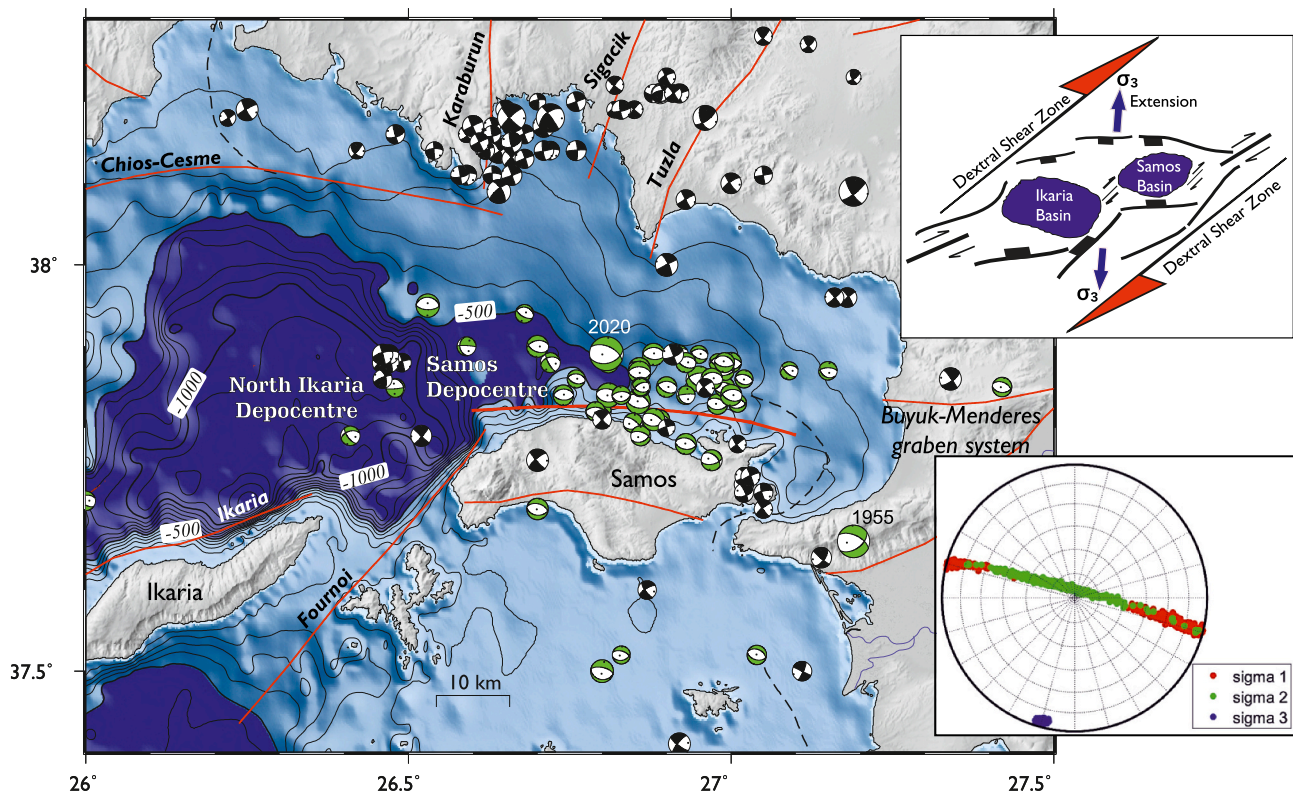 Karaburun
Sigacik
Tuzla
Chios-Cesme
38°
37.5°
-500
2020
North Ikaria
Depocentre
Samos
Depocentre
-1000
-1000
Ikaria
-500
Samos
Ikaria
Fournoi
10 km
1955
Buyuk-Menderes
graben system
26°
26.5°
27°
27.5°
Dextral Shear Zone
σ3
Extension
Samos
Basin
Ikaria
Basin
σ3
Dextral Shear Zone
sigma 1
sigma 2
sigma 3